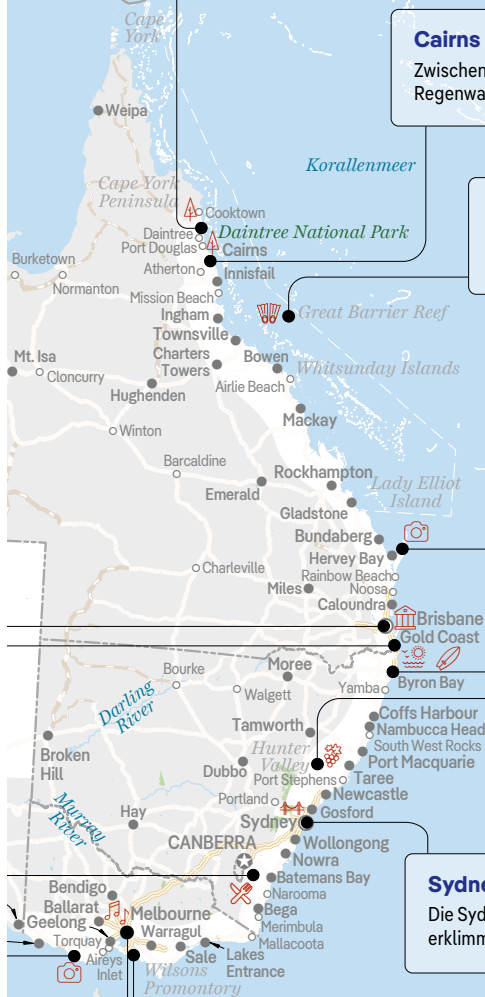 Cape
York
Cairns
Zwischen
Regenwa
Weipa
Korallenmeer
Cape York
Peninsula
Cooktown
Daintree
Daintree National Park
Port Douglas
Cairns
Burketown
Atherton
Innisfail
Normanton
Mission Beach
Ingham
Great Barrier Reef
Townsville
Mt. Isa
Charters
Towers
Bowen
Whitsunday Islands
Cloncurry
Airlie Beach
Hughenden
Mackay
Winton
Barcaldine
Rockhampton
Emerald
Lady Elliot
Island
Gladstone
Bundaberg
Hervey Bay
Charleville
Rainbow Beach
Miles
Noosa
Caloundra
Brisbane
Gold Coast
Bourke
Moree
Byron Bay
Walgett
Yamba
Darling
River
Coffs Harbour
Tamworth
Nambucca Head
South West Rocks
Broken
Hill
Hunter
Valley
Port Macquarie
Dubbo
Port Stephens
Taree
Portland
Newcastle
Murray
River
Hay
Sydney
Gosford
CANBERRA
Wollongong
Nowra
Batemans Bay
Sydne
Die Syd
erklimm
Bendigo
Narooma
Ballarat
Bega
Geelong
Melbourne
Merimbula
Torquay
Warragul
Mallacoota
Aireys
Inlet
Sale
Lakes
Entrance
Wilsons
Promontory